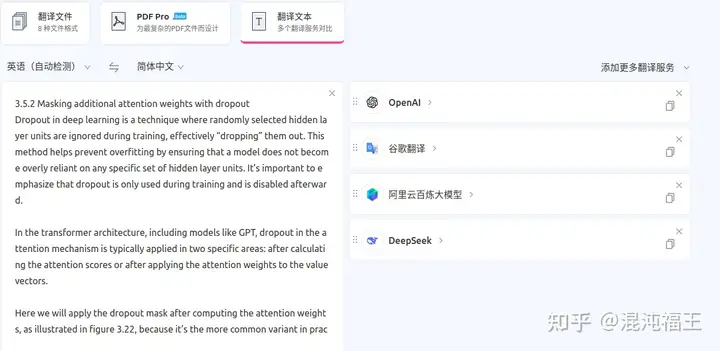 翻译文件
8 种文件格式
PDF Pro Beta
为最复杂的PDF文件而设计
翻译文本
多个翻译服务对比
英语（自动检测）
简体中文
添加更多翻译服务
3.5.2 Masking additional attention weights with dropout
Dropout in deep learning is a technique where randomly selected hidden la
yer units are ignored during training, effectively “dropping” them out. This
method helps prevent overfitting by ensuring that a model does not becom
e overly reliant on any specific set of hidden layer units. It’s important to e
mphasize that dropout is only used during training and is disabled afterwar
d.
In the transformer architecture, including models like GPT, dropout in the a
ttention mechanism is typically applied in two specific areas: after calculati
ng the attention scores or after applying the attention weights to the value
vectors.
Here we will apply the dropout mask after computing the attention weight
s, as illustrated in figure 3.22, because it’s the more common variant in prac
OpenAI
谷歌翻译
阿里云百炼大模型
DeepSeek
知乎 @混沌福王